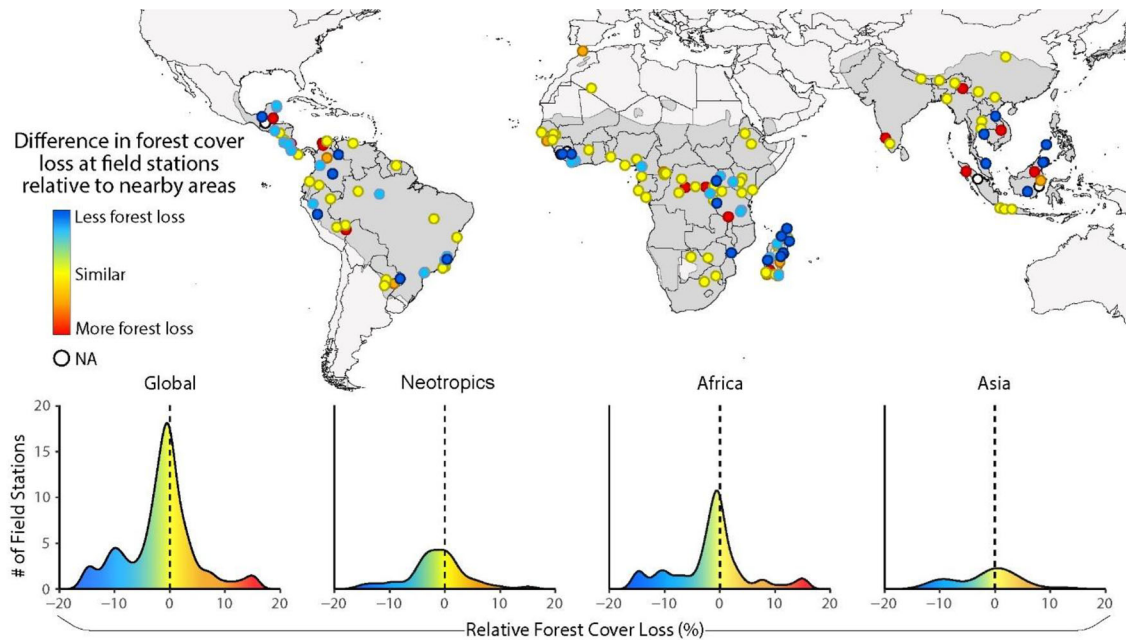 Difference in forest cover
loss at field stations
relative to nearby areas
Less forest loss
Similar
More forest loss
NA
Global
Neotropics
Africa
Asia
# of Field Stations
20
15
10
5
0
−20 −10 0 10 20
−20 −10 0 10 20
−20 −10 0 10 20
−20 −10 0 10 20
Relative Forest Cover Loss (%)